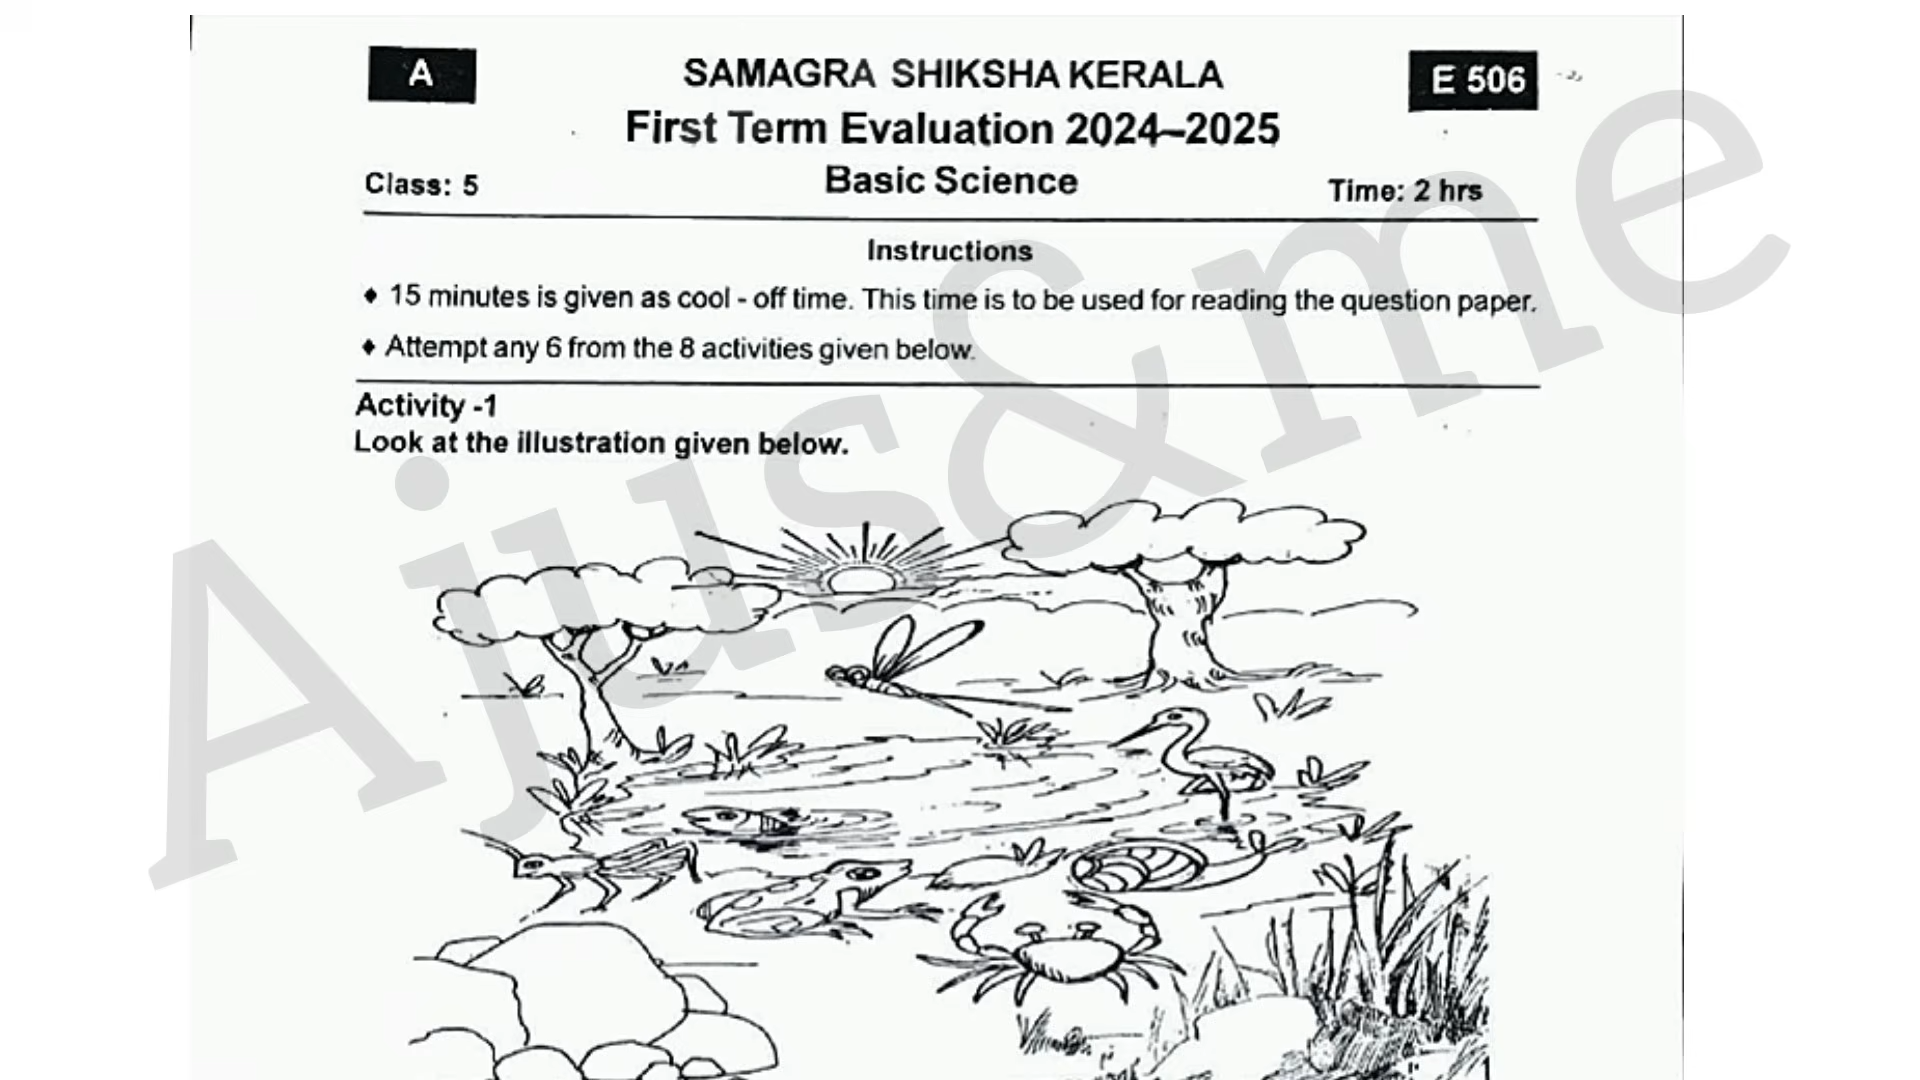 A
SAMAGRA SHIKSHA KERALA
E 506
First Term Evaluation 2024–2025
Class: 5
Basic Science
Time: 2 hrs
Instructions
♦ 15 minutes is given as cool - off time. This time is to be used for reading the question paper.
♦ Attempt any 6 from the 8 activities given below.
Activity -1
Look at the illustration given below.
Ajus&me